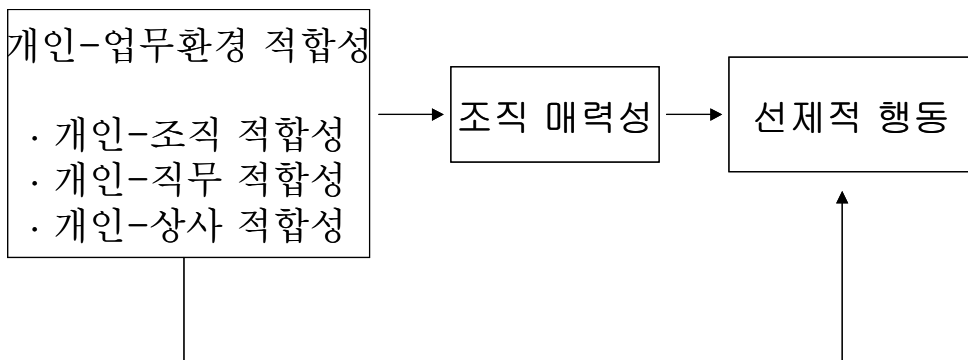 개인-업무환경 적합성
· 개인-조직 적합성
· 개인-직무 적합성
· 개인-상사 적합성
조직 매력성
선제적 행동